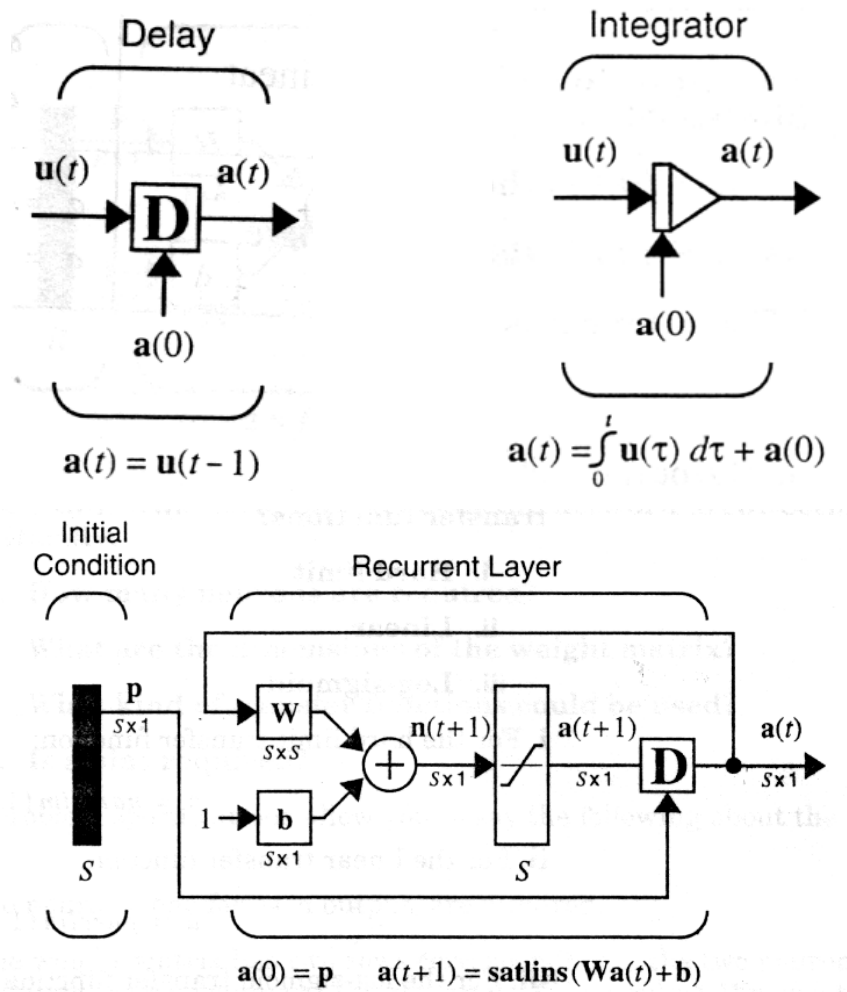 Delay
u(t) a(t)
D
a(0)
a(t) = u(t – 1)
Integrator
u(t) a(t)
a(0)
a(t) = ∫₀ᵗ u(τ) dτ + a(0)
Initial
Condition
Recurrent Layer
p
S x 1
S
W
S x S
1
b
S x 1
n(t+1)
S x 1
S
a(t+1)
S x 1
D
a(t)
S x 1
a(0) = p a(t+1) = satlins (Wa(t) + b)